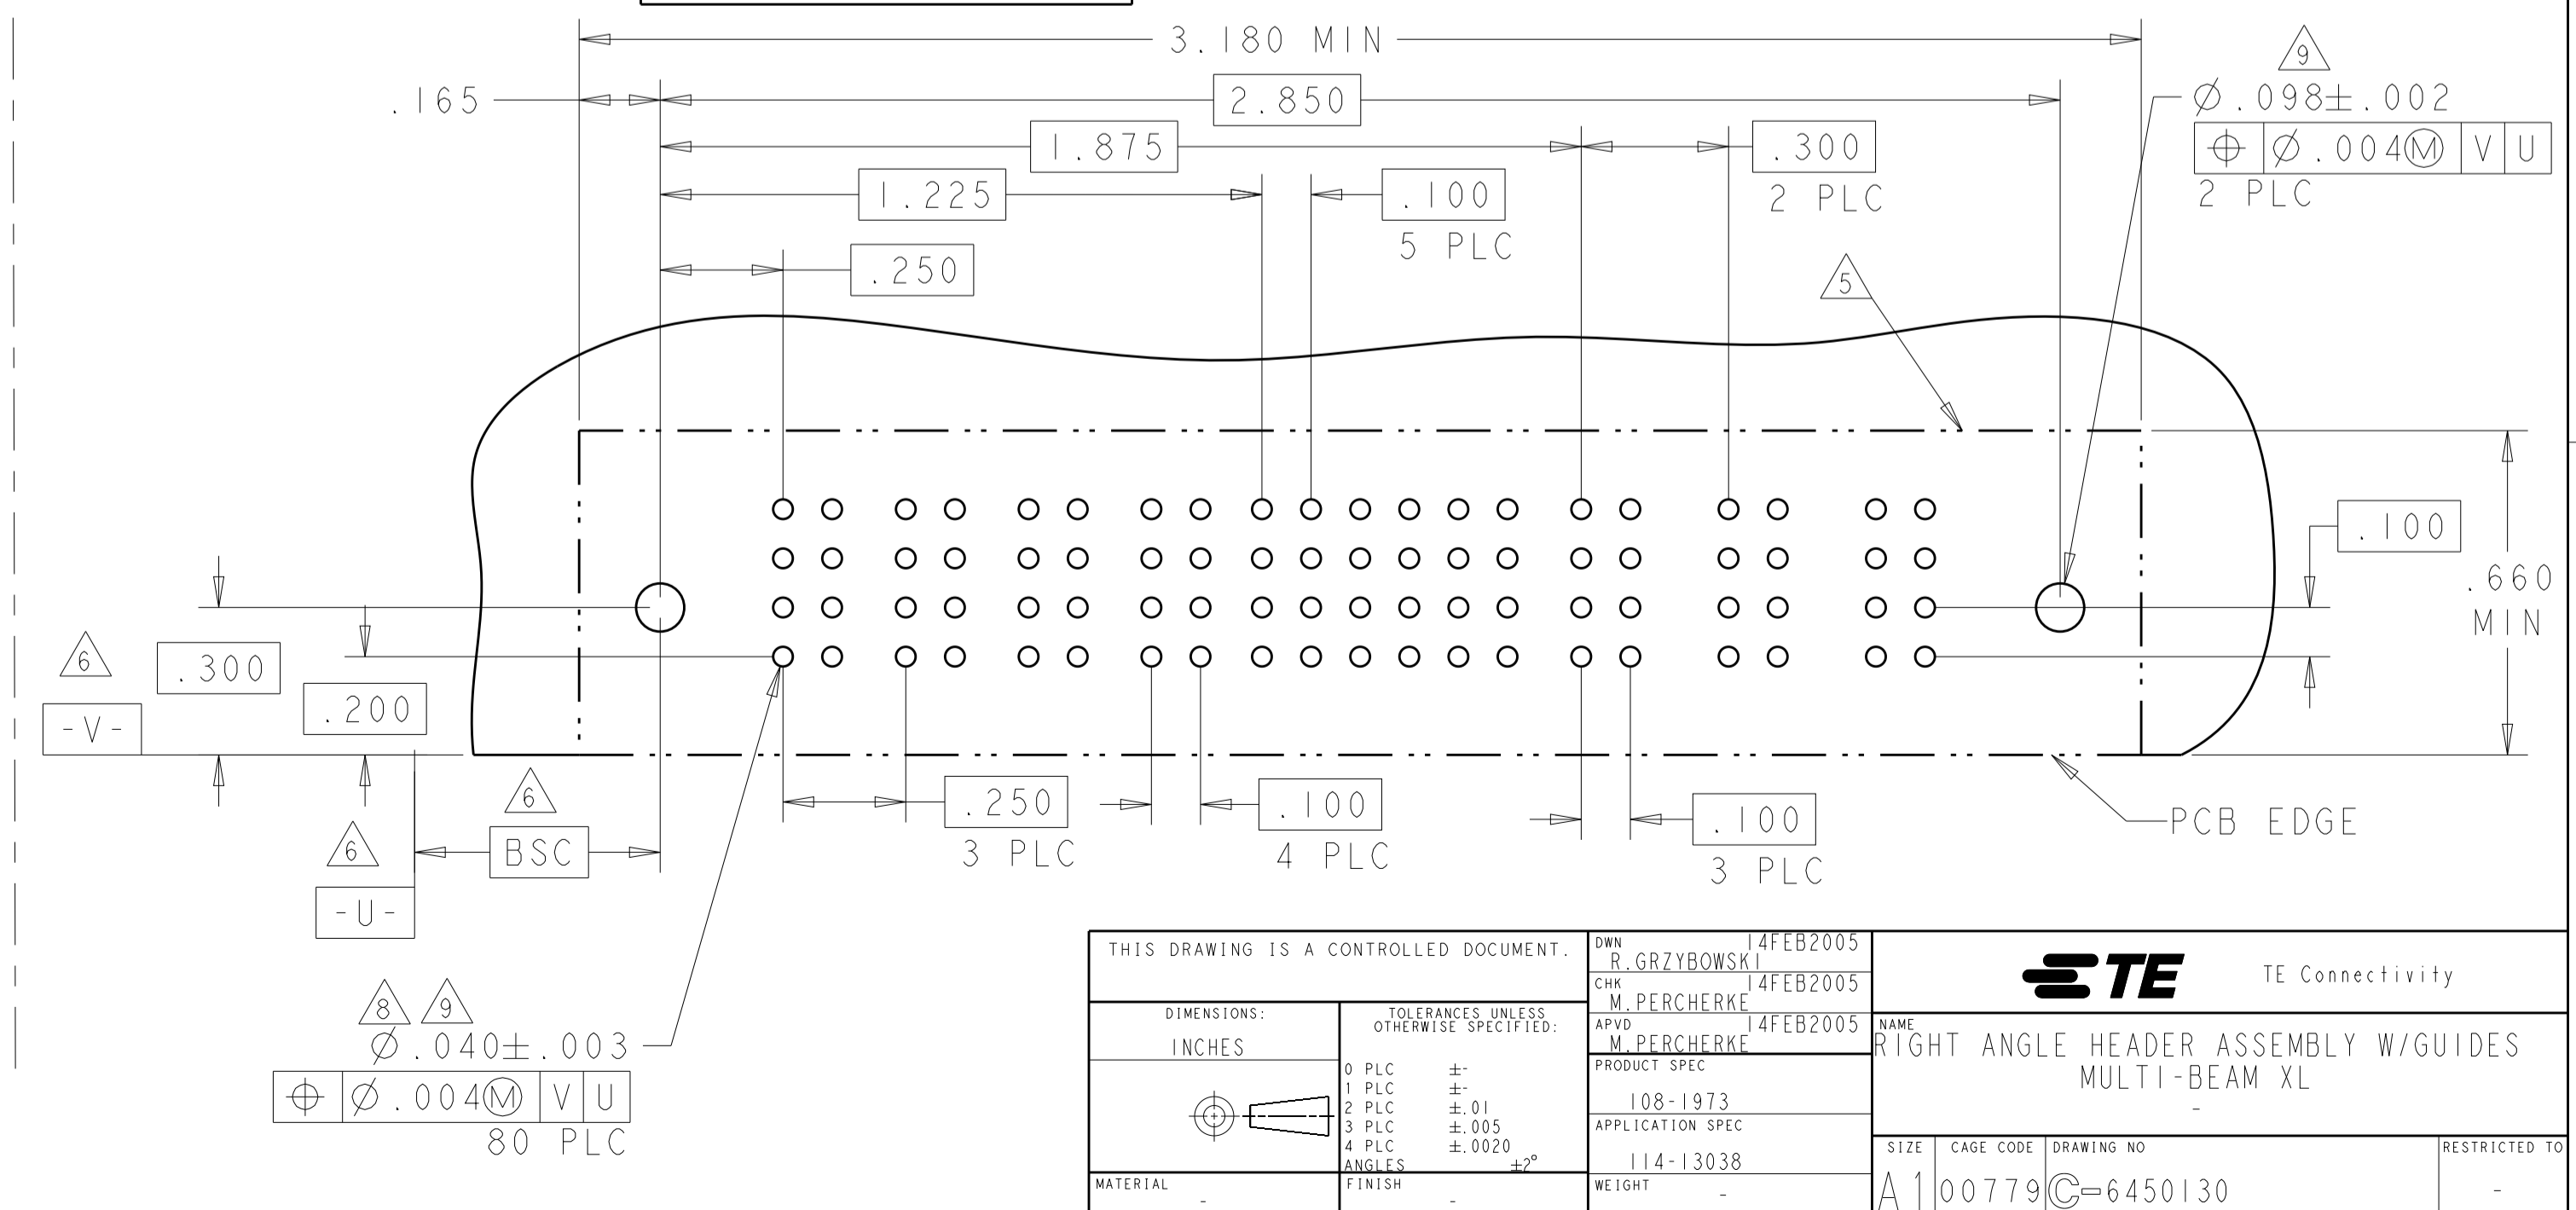 3.180 MIN
.165
2.850
9
Ø.098±.002
⌖ Ø.004Ⓜ V U
2 PLC
1.875
.300
2 PLC
1.225
.100
5 PLC
.250
5
.100
.660
MIN
6
.300
.200
-V-
6
BSC
6
-U-
.250
3 PLC
.100
4 PLC
.100
3 PLC
PCB EDGE
8 9
Ø.040±.003
⌖ Ø.004Ⓜ V U
80 PLC
THIS DRAWING IS A CONTROLLED DOCUMENT.
DIMENSIONS:
INCHES
TOLERANCES UNLESS
OTHERWISE SPECIFIED:
0 PLC ±-
1 PLC ±-
2 PLC ±.01
3 PLC ±.005
4 PLC ±.0020
ANGLES ±2°
MATERIAL
-
FINISH
-
DWN 14FEB2005
R.GRZYBOWSKI
CHK 14FEB2005
M.PERCHERKE
APVD 14FEB2005
M.PERCHERKE
PRODUCT SPEC
108-1973
APPLICATION SPEC
114-13038
WEIGHT -
TE TE Connectivity
NAME
RIGHT ANGLE HEADER ASSEMBLY W/GUIDES
MULTI-BEAM XL
-
SIZE
A1
CAGE CODE
00779
DRAWING NO
C-6450130
RESTRICTED TO
-